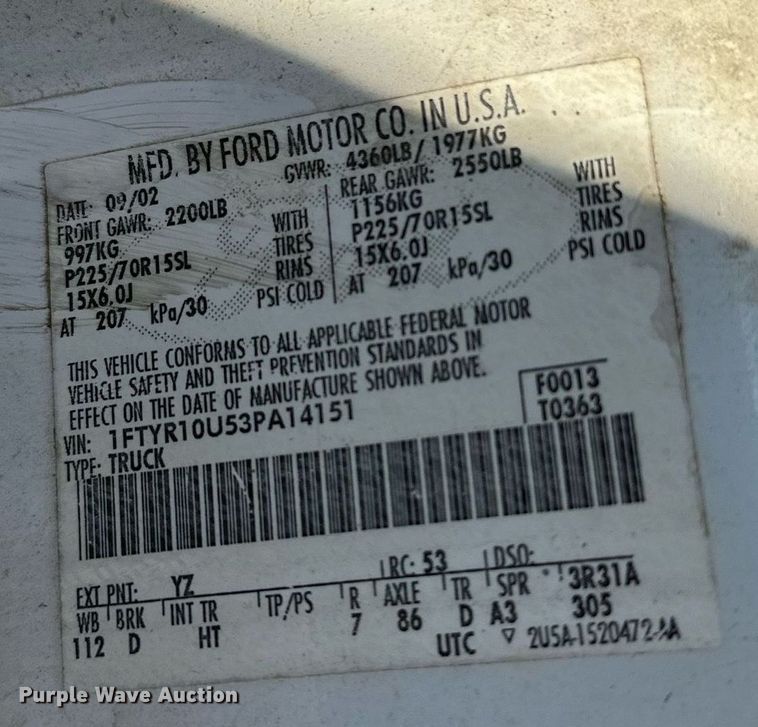 MFD. BY FORD MOTOR CO. IN U.S.A.
DATE: 09/02 GVWR: 4360LB/ 1977KG
FRONT GAWR: 2200LB REAR GAWR: 2550LB
997KG WITH 1156KG WITH
P225/70R15SL TIRES P225/70R15SL TIRES
15X6.0J RIMS 15X6.0J RIMS
AT 207 kPa/30 PSI COLD AT 207 kPa/30 PSI COLD
THIS VEHICLE CONFORMS TO ALL APPLICABLE FEDERAL MOTOR
VEHICLE SAFETY AND THEFT PREVENTION STANDARDS IN
EFFECT ON THE DATE OF MANUFACTURE SHOWN ABOVE.
F0013
VIN: 1FTYR10U53PA14151 T0363
TYPE: TRUCK
EXT PNT: YZ RC: 53 DSO:
WB BRK INT TR TP/PS R AXLE TR SPR 3R31A
112 D HT 7 86 D A3 305
UTC 2U5A-1520472-AA
Purple Wave Auction